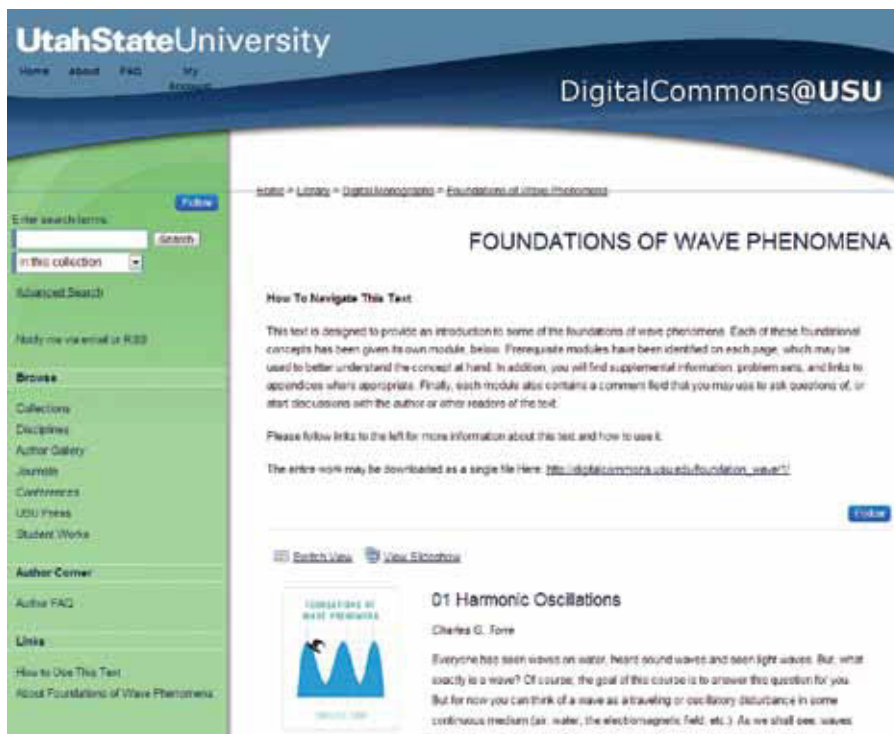 UtahStateUniversity
Home About FAQ My Account
DigitalCommons@USU
Home > Library > Digital Monographs > Foundations of Wave Phenomena
Follow
Enter search terms:
Search
in this collection
Advanced Search
Notify me via email or RSS
Browse
Collections
Disciplines
Author Gallery
Journals
Conferences
USU Press
Student Works
Author Corner
Author FAQ
Links
How to Use This Text
About Foundations of Wave Phenomena
FOUNDATIONS OF WAVE PHENOMENA
How To Navigate This Text
This text is designed to provide an introduction to some of the foundations of wave phenomena. Each of these foundational
concepts has been given its own module, below. Prerequisite modules have been identified on each page, which may be
used to better understand the concept at hand. In addition, you will find supplemental information, problem sets, and links to
appendices where appropriate. Finally, each module also contains a comment field that you may use to ask questions of, or
start discussions with the author or other readers of the text.
Please follow links to the left for more information about this text and how to use it.
The entire work may be downloaded as a single file Here: http://digitalcommons.usu.edu/foundation_wave/1/
Follow
Switch View View Slideshow
FOUNDATIONS OF
WAVE PHENOMENA
01 Harmonic Oscillations
Charles G. Torre
Everyone has seen waves on water, heard sound waves and seen light waves. But, what
exactly is a wave? Of course, the goal of this course is to answer this question for you.
But for now you can think of a wave as a traveling or oscillatory disturbance in some
continuous medium (air, water, the electromagnetic field, etc.). As we shall see, waves